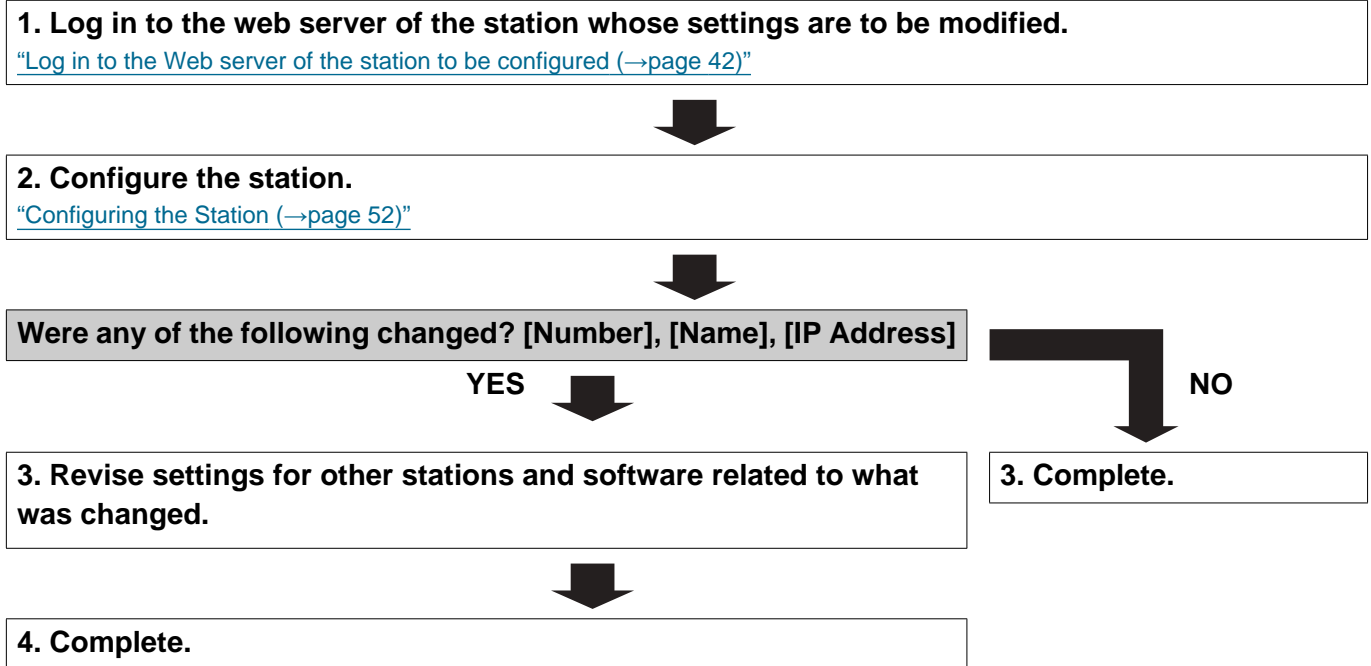 1. Log in to the web server of the station whose settings are to be modified.
“Log in to the Web server of the station to be configured (→page 42)”
2. Configure the station.
“Configuring the Station (→page 52)”
Were any of the following changed? [Number], [Name], [IP Address]
YES
NO
3. Revise settings for other stations and software related to what
was changed.
3. Complete.
4. Complete.